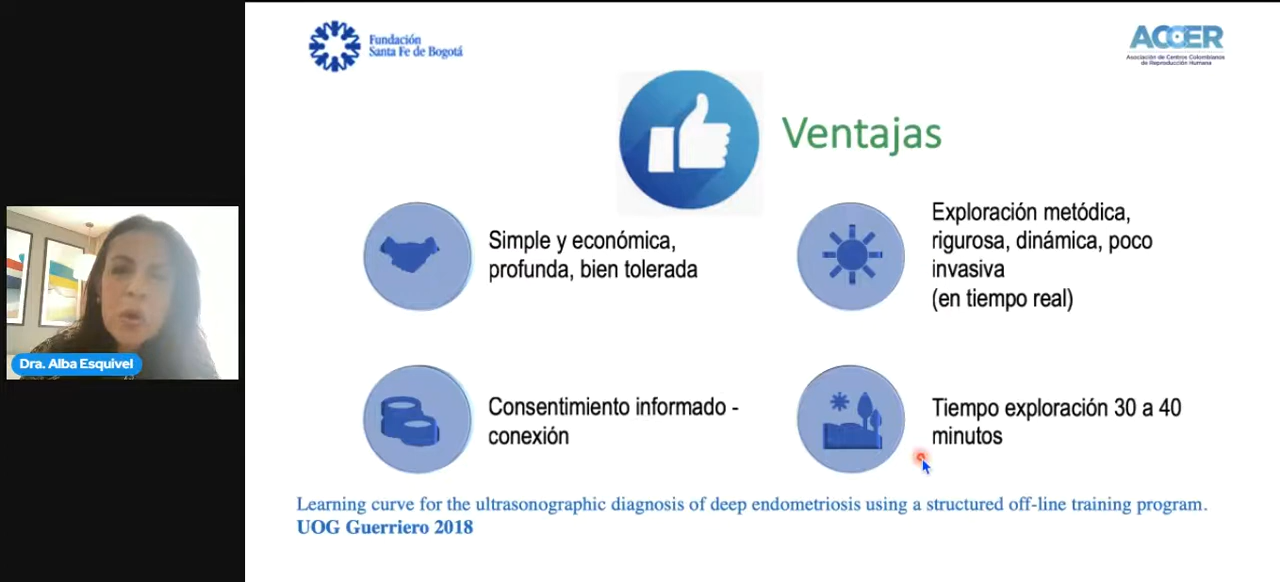 Fundación
Santa Fe de Bogotá
ACCER
Asociación de Centros Colombianos
de Reproducción Humana
Ventajas
Simple y económica,
profunda, bien tolerada
Exploración metódica,
rigurosa, dinámica, poco
invasiva
(en tiempo real)
Dra. Alba Esquivel
Consentimiento informado -
conexión
Tiempo exploración 30 a 40
minutos
Learning curve for the ultrasonographic diagnosis of deep endometriosis using a structured off-line training program.
UOG Guerriero 2018